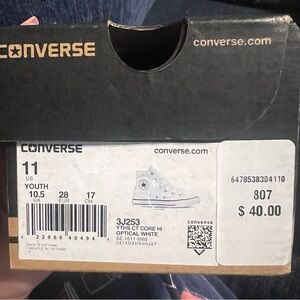 CONVERSE
converse.com
CONVERSE
11
US
YOUTH
10.5 28 17
UK EUR CM
3J253
YTHS CT CORE HI
OPTICAL WHITE
CONVERSE
6478538304110
807
$ 40.00